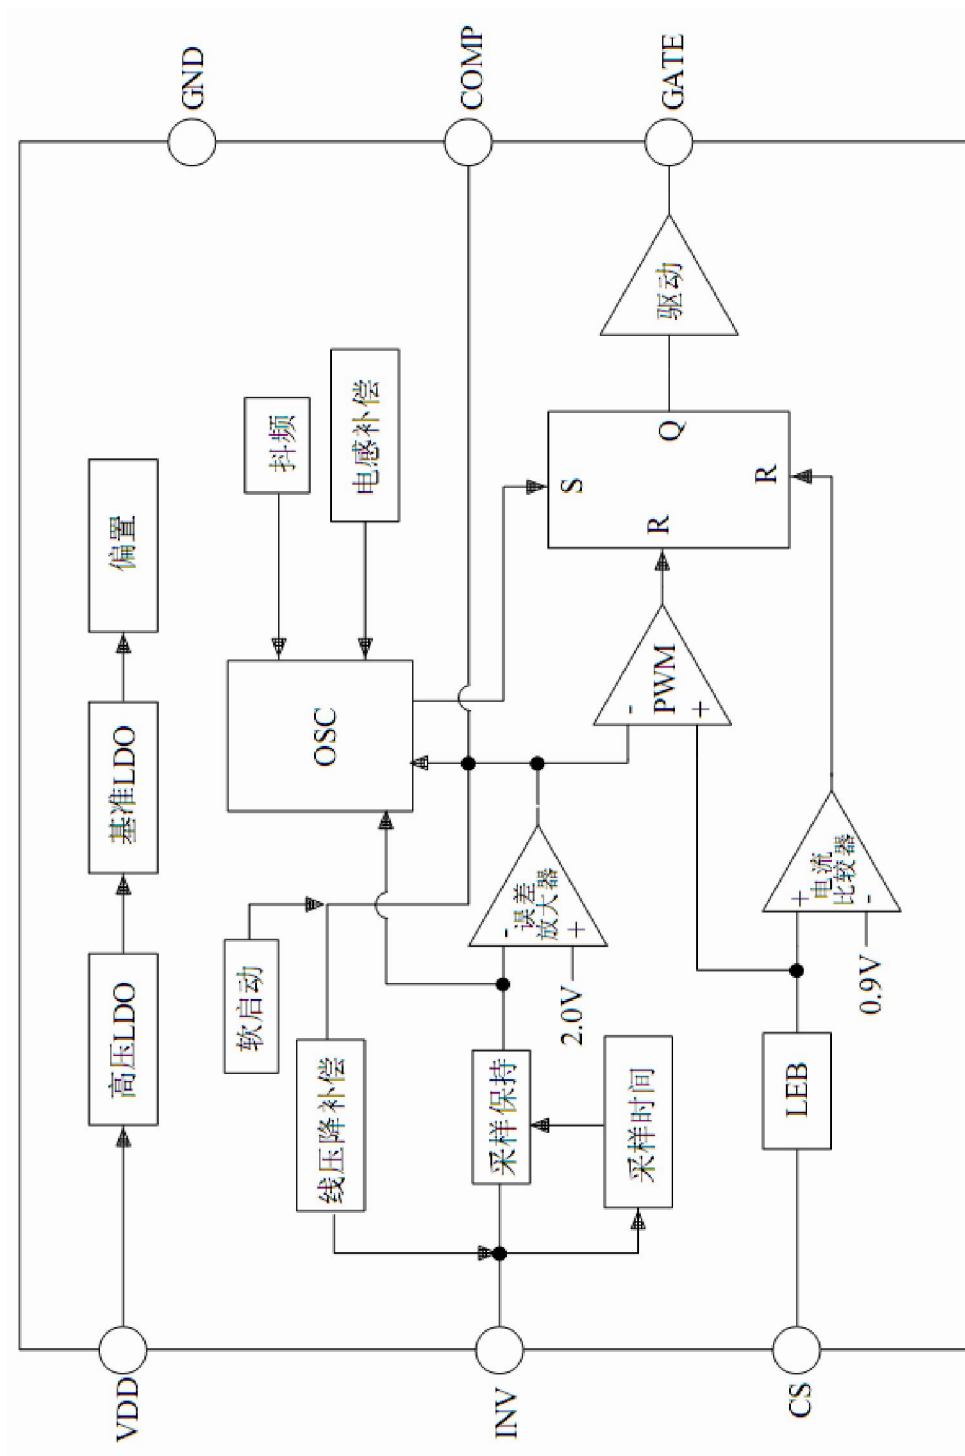 VDD
高压LDO
基准LDO
偏置
GND
软启动
抖频
线压降补偿
OSC
电感补偿
COMP
INV
采样保持
-
误差
放大器
+
2.0V
采样时间
-
PWM
+
S
R
Q
R
驱动
GATE
CS
LEB
+
电流
比较器
-
0.9V